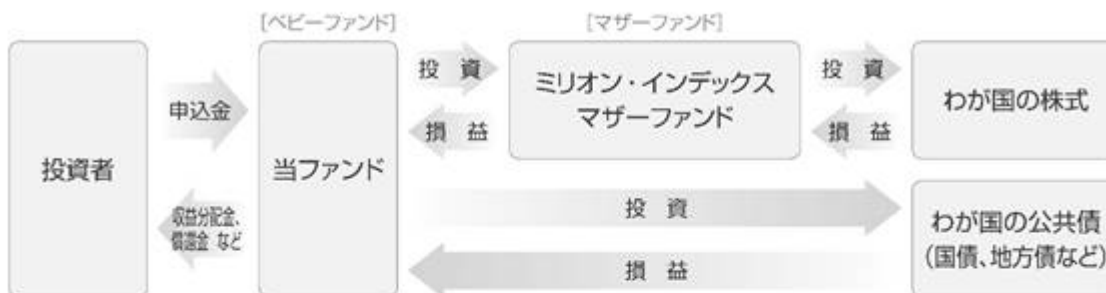 [ベビーファンド]
[マザーファンド]
投資者
申込金
収益分配金、
償還金 など
当ファンド
投 資
損 益
ミリオン・インデックス
マザーファンド
投 資
損 益
わが国の株式
投 資
損 益
わが国の公共債
(国債、地方債など)